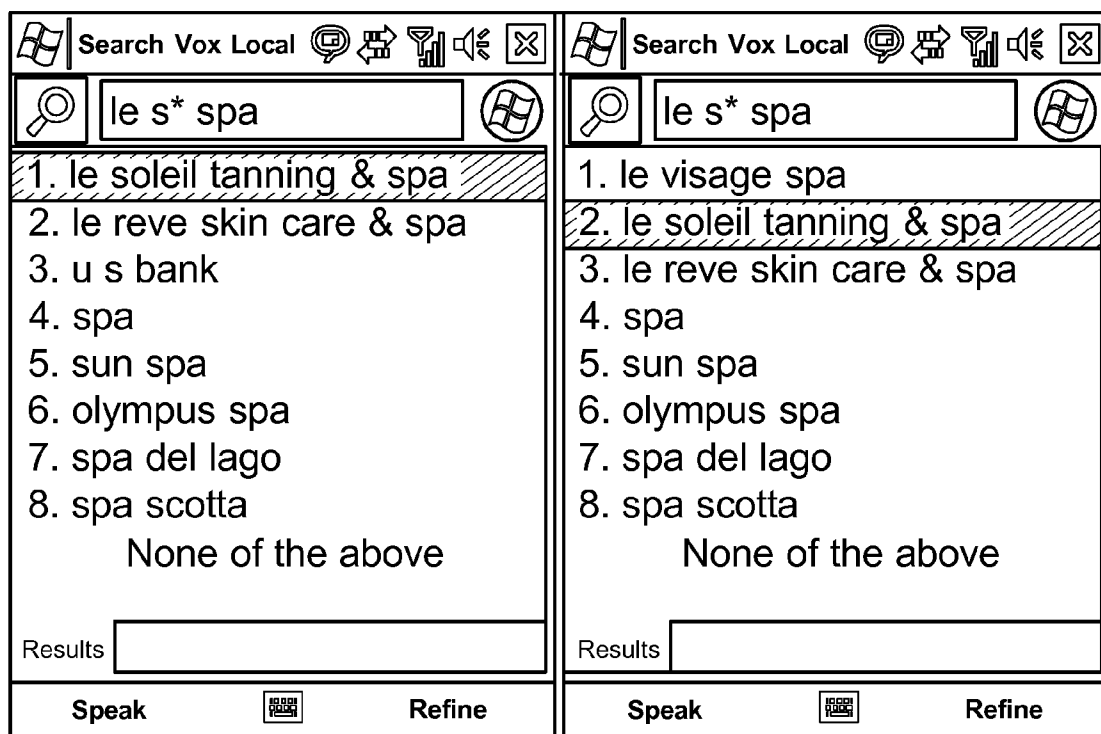 Search Vox Local
le s* spa
1. le soleil tanning & spa
2. le reve skin care & spa
3. u s bank
4. spa
5. sun spa
6. olympus spa
7. spa del lago
8. spa scotta
None of the above
Results
Speak Refine
Search Vox Local
le s* spa
1. le visage spa
2. le soleil tanning & spa
3. le reve skin care & spa
4. spa
5. sun spa
6. olympus spa
7. spa del lago
8. spa scotta
None of the above
Results
Speak Refine